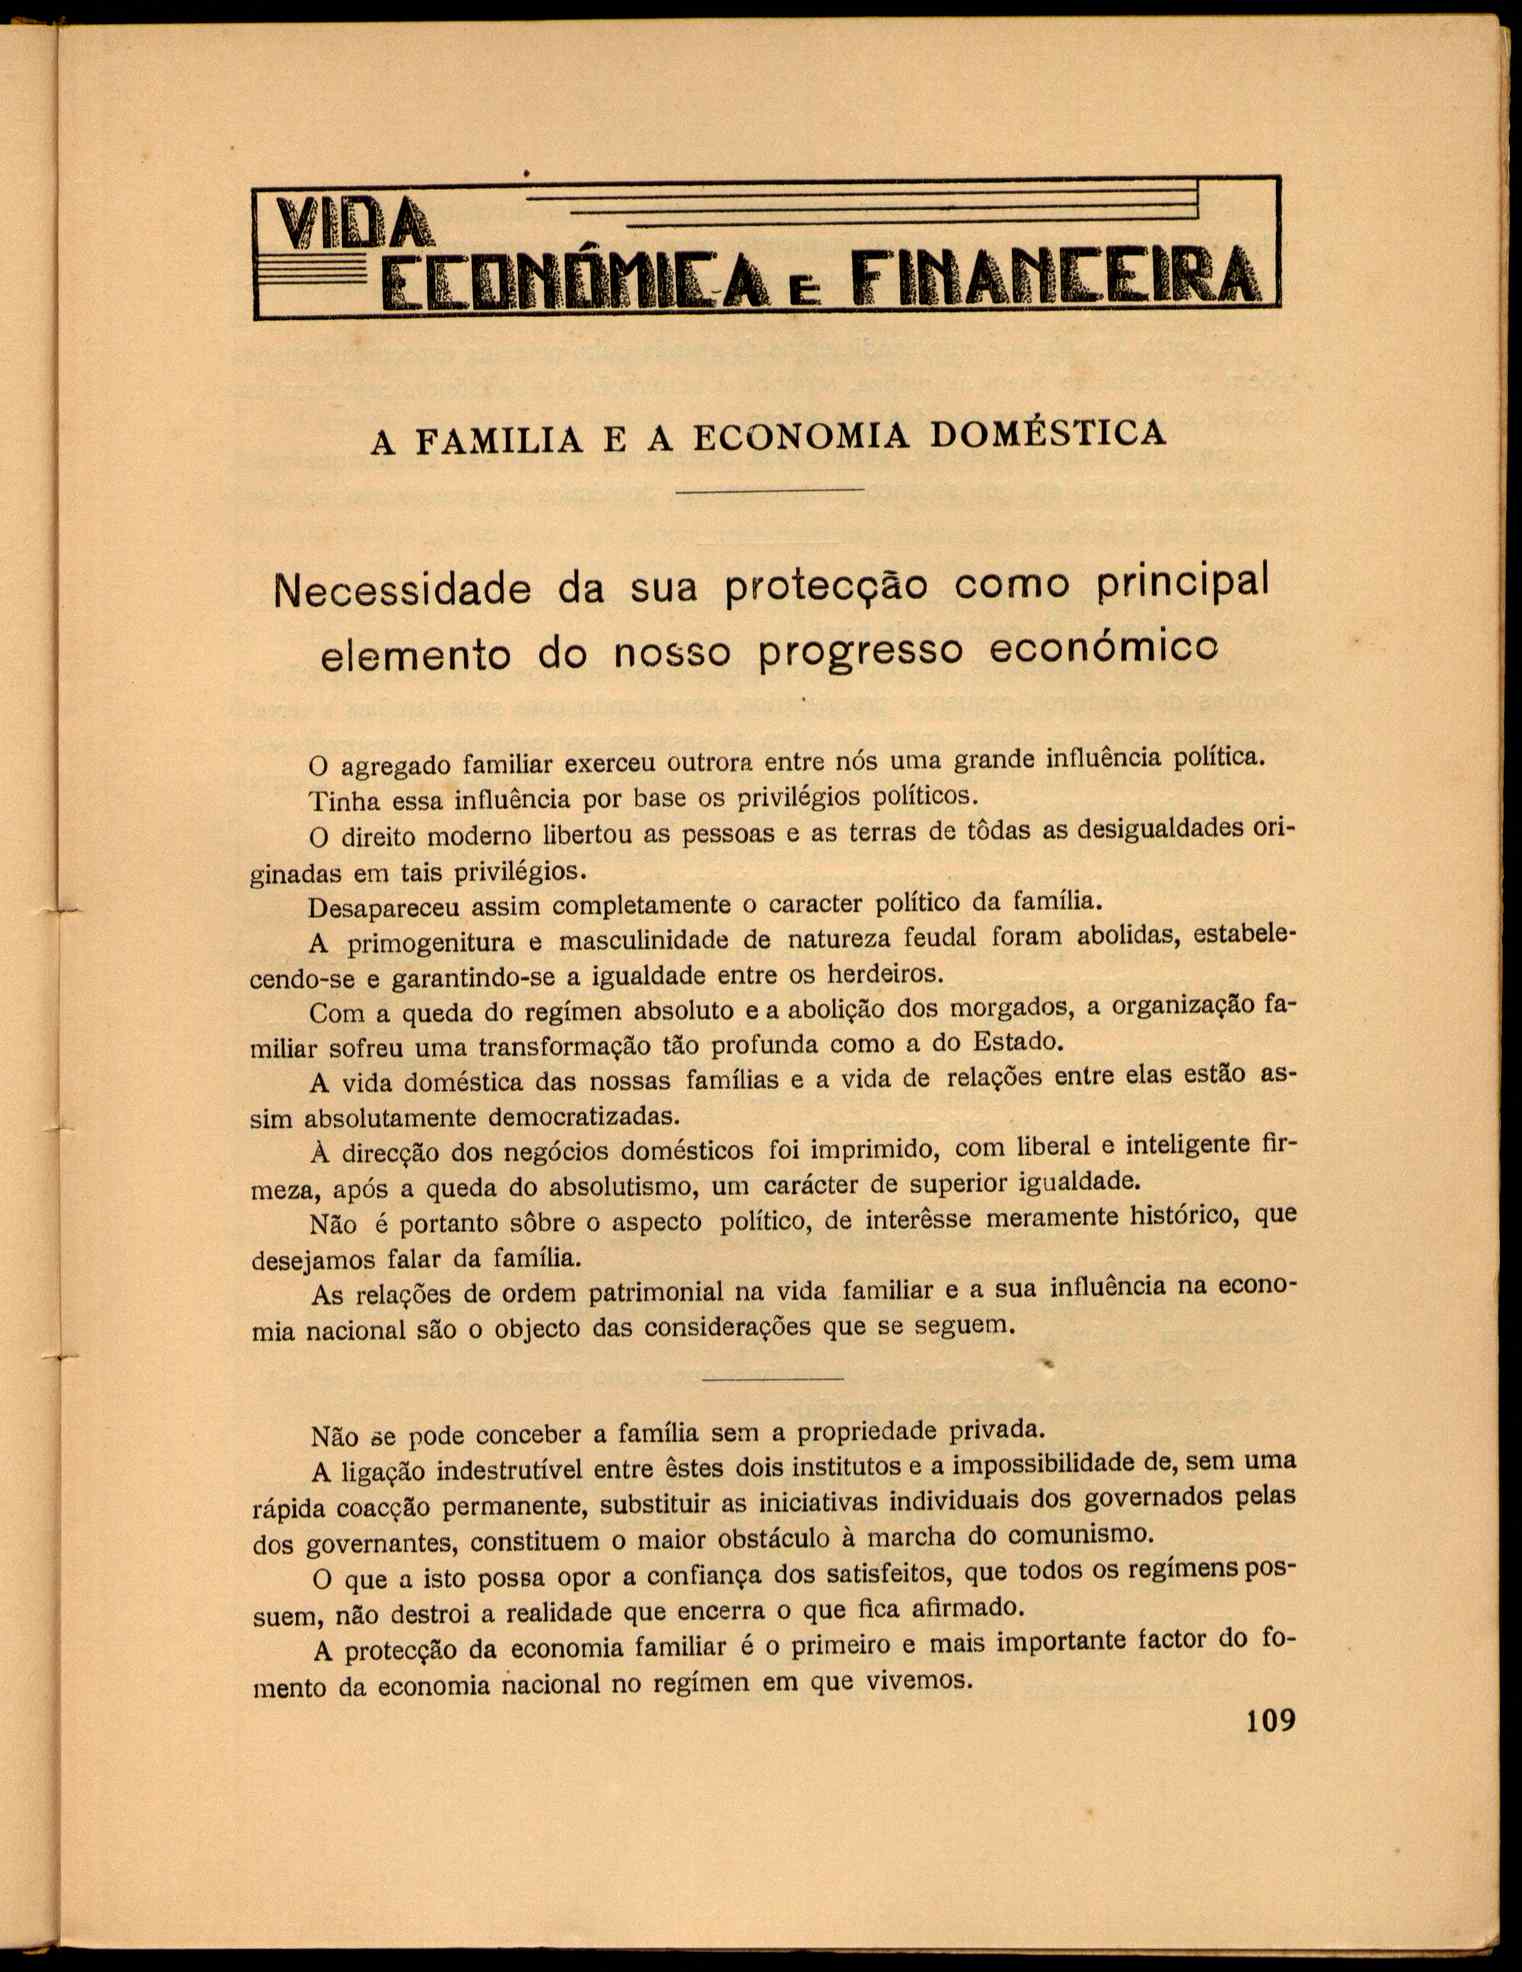 VIDA
ECONÓMICA E FINANCEIRA
A FAMILIA E A ECONOMIA DOMÉSTICA
Necessidade da sua protecção como principal
elemento do nosso progresso económico
O agregado familiar exerceu outrora entre nós uma grande influência política.
Tinha essa influência por base os privilégios políticos.
O direito moderno libertou as pessoas e as terras de tôdas as desigualdades ori-
ginadas em tais privilégios.
Desapareceu assim completamente o caracter político da família.
A primogenitura e masculinidade de natureza feudal foram abolidas, estabele-
cendo-se e garantindo-se a igualdade entre os herdeiros.
Com a queda do regímen absoluto e a abolição dos morgados, a organização fa-
miliar sofreu uma transformação tão profunda como a do Estado.
A vida doméstica das nossas famílias e a vida de relações entre elas estão as-
sim absolutamente democratizadas.
À direcção dos negócios domésticos foi imprimido, com liberal e inteligente fir-
meza, após a queda do absolutismo, um carácter de superior igualdade.
Não é portanto sôbre o aspecto político, de interêsse meramente histórico, que
desejamos falar da família.
As relações de ordem patrimonial na vida familiar e a sua influência na econo-
mia nacional são o objecto das considerações que se seguem.
Não se pode conceber a família sem a propriedade privada.
A ligação indestrutível entre êstes dois institutos e a impossibilidade de, sem uma
rápida coacção permanente, substituir as iniciativas individuais dos governados pelas
dos governantes, constituem o maior obstáculo à marcha do comunismo.
O que a isto possa opor a confiança dos satisfeitos, que todos os regímens pos-
suem, não destroi a realidade que encerra o que fica afirmado.
A protecção da economia familiar é o primeiro e mais importante factor do fo-
mento da economia nacional no regímen em que vivemos.
109